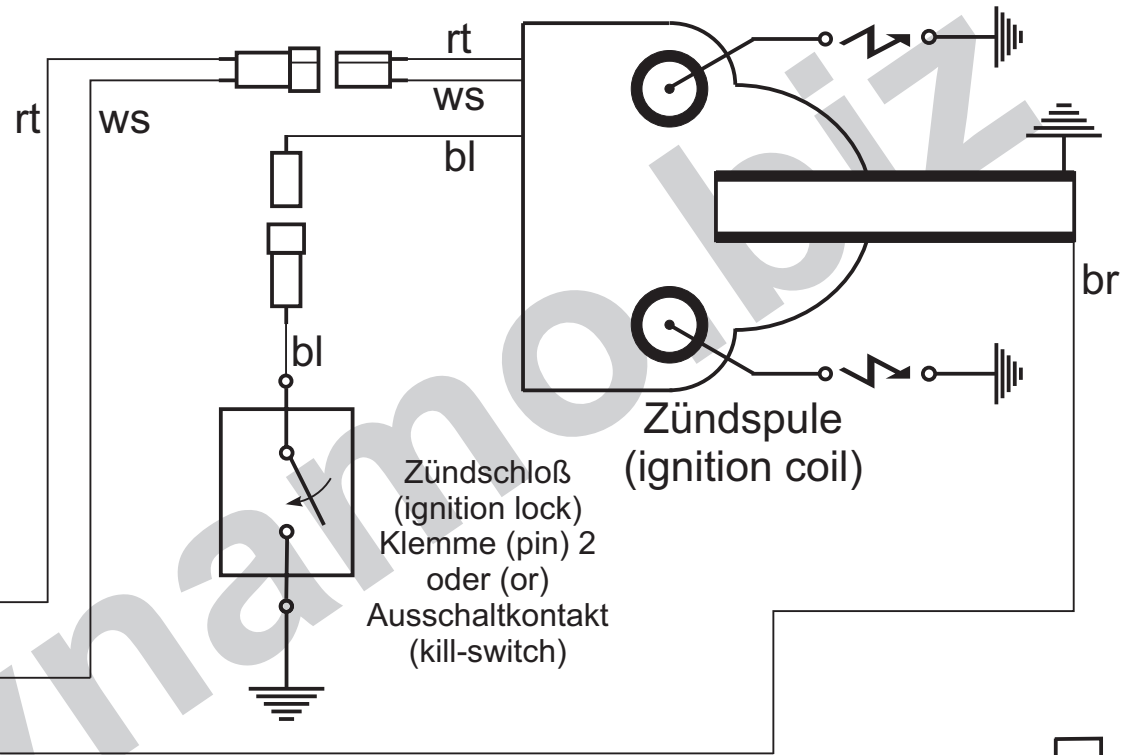 rt
ws
rt
ws
bl
br
bl
Zündspule
(ignition coil)
Zündschloß
(ignition lock)
Klemme (pin) 2
oder (or)
Ausschaltkontakt
(kill-switch)
ynamo.biz